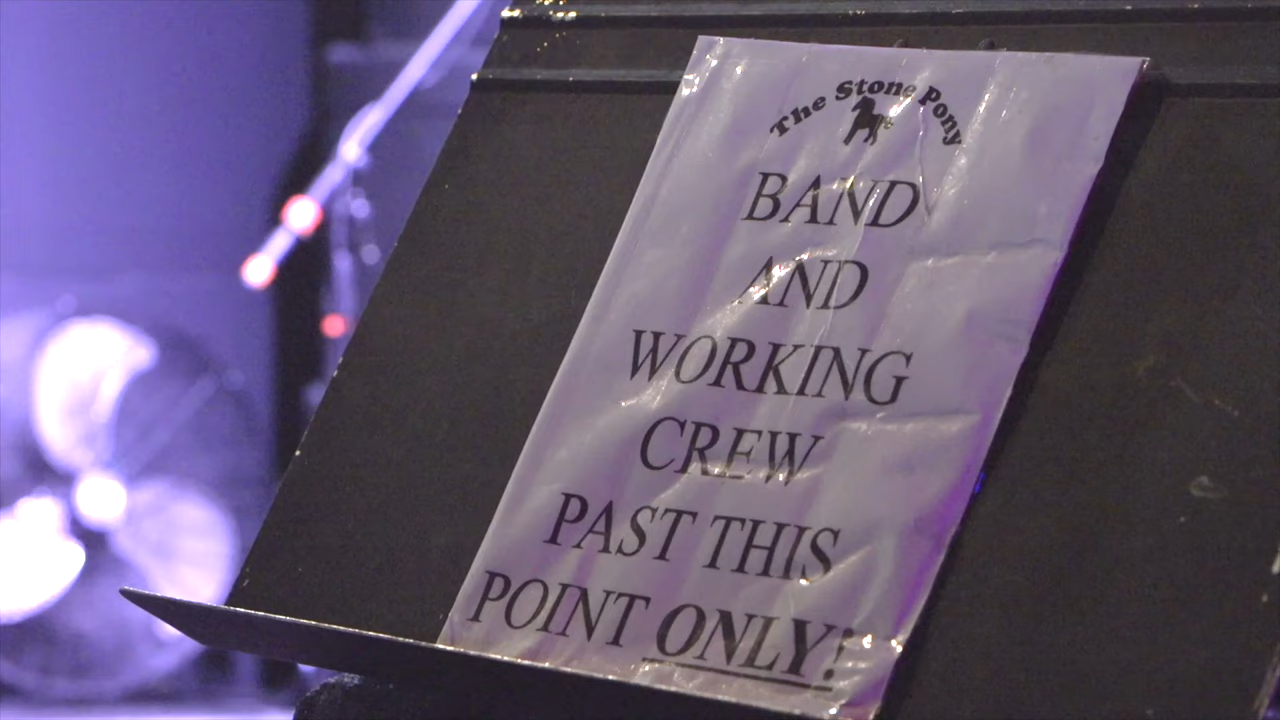 The Stone Pony
BAND
AND
WORKING
CREW
PAST THIS
POINT ONLY!